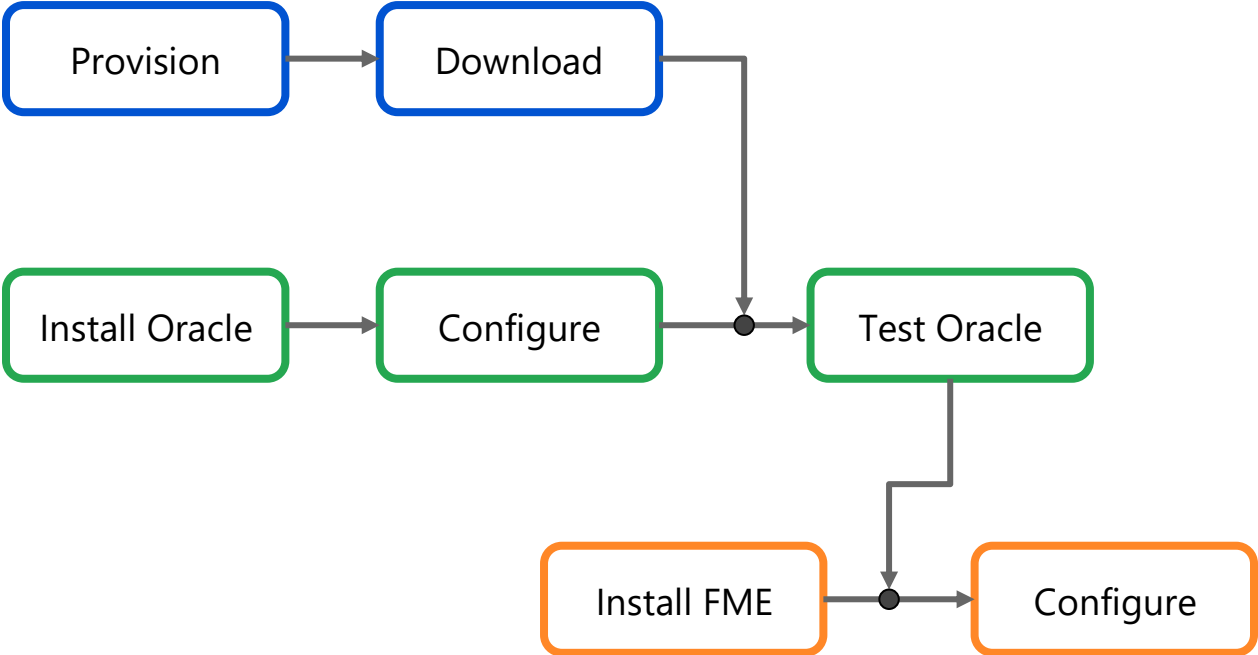 Provision
Download
Install Oracle
Configure
Test Oracle
Install FME
Configure